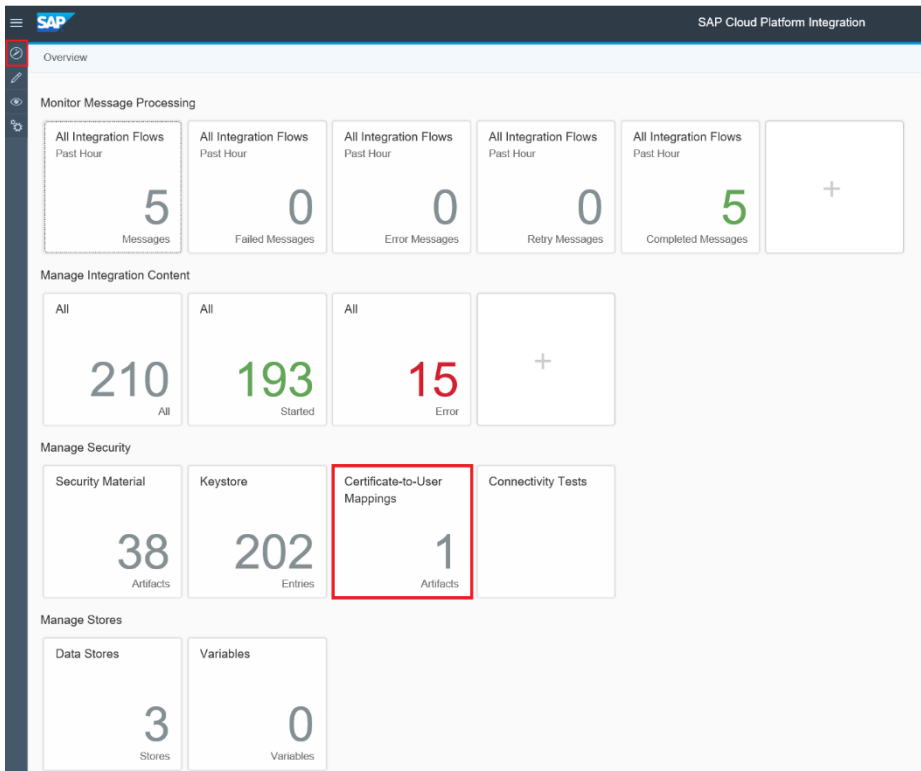 SAP SAP Cloud Platform Integration
Overview
Monitor Message Processing
All Integration Flows
Past Hour
5
Messages
All Integration Flows
Past Hour
0
Failed Messages
All Integration Flows
Past Hour
0
Error Messages
All Integration Flows
Past Hour
0
Retry Messages
All Integration Flows
Past Hour
5
Completed Messages
+
Manage Integration Content
All
210
All
All
193
Started
All
15
Error
+
Manage Security
Security Material
38
Artifacts
Keystore
202
Entries
Certificate-to-User
Mappings
1
Artifacts
Connectivity Tests
Manage Stores
Data Stores
3
Stores
Variables
0
Variables